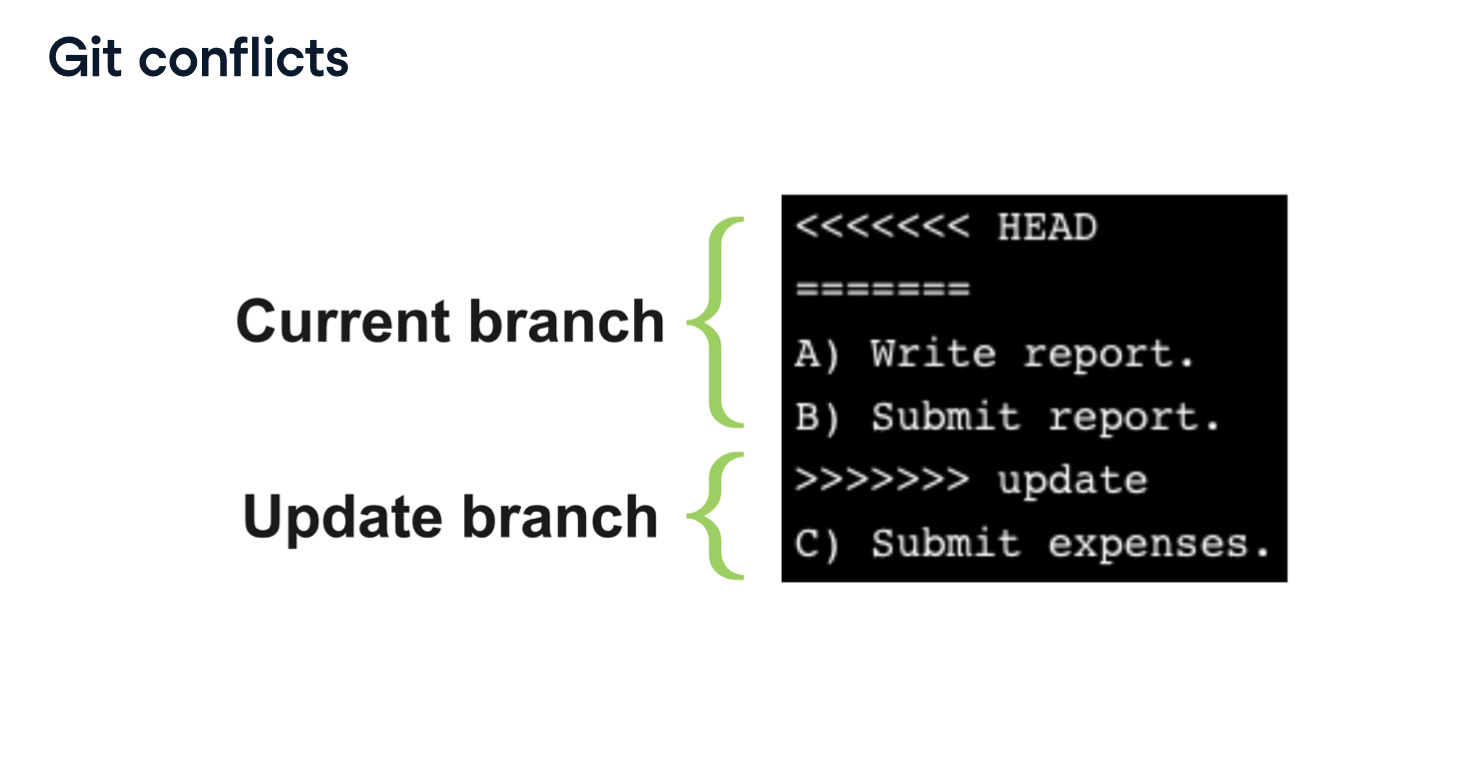 Git conflicts
<<<<<<< HEAD
=======
Current branch
A) Write report.
B) Submit report.
>>>>>>> update
Update branch
C) Submit expenses.